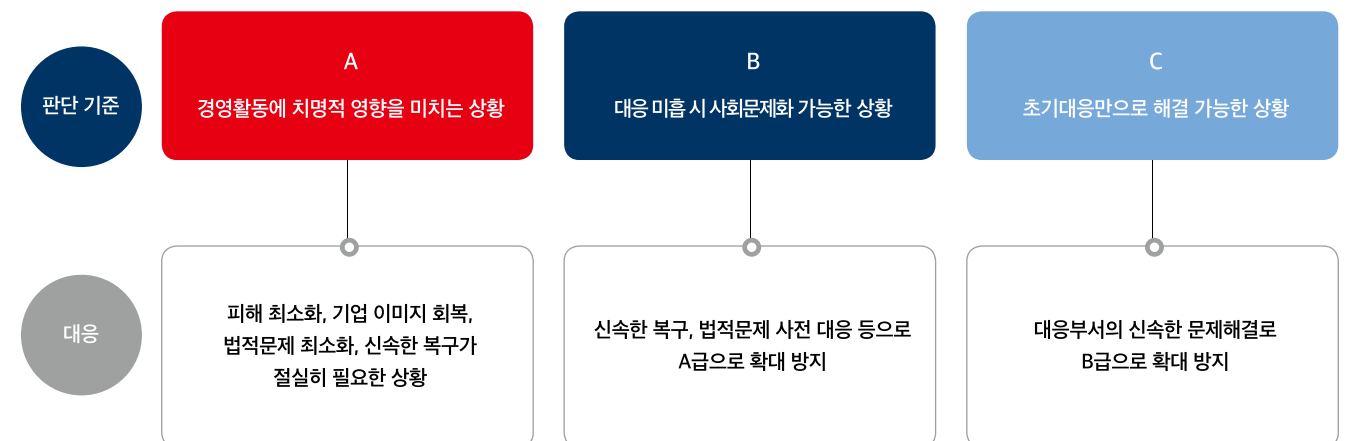 판단 기준
A
경영활동에 치명적 영향을 미치는 상황
B
대응 미흡 시 사회문제화 가능한 상황
C
초기대응만으로 해결 가능한 상황
대응
피해 최소화, 기업 이미지 회복,
법적문제 최소화, 신속한 복구가
절실히 필요한 상황
신속한 복구, 법적문제 사전 대응 등으로
A급으로 확대 방지
대응부서의 신속한 문제해결로
B급으로 확대 방지